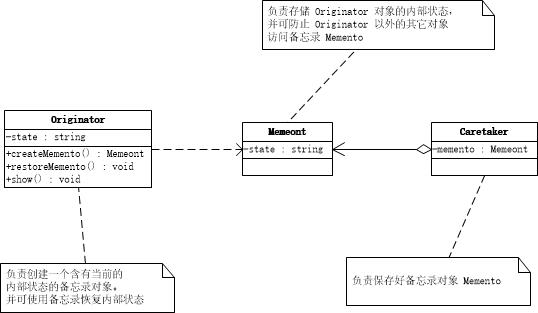 负责存储 Originator 对象的内部状态，
并可防止 Originator 以外的其它对象
访问备忘录 Memento
Originator
-state : string
+createMemento() : Memeont
+restoreMemento() : void
+show() : void
Memeont
-state : string
Caretaker
-memento : Memeont
负责创建一个含有当前的
内部状态的备忘录对象，
并可使用备忘录恢复内部状态
负责保存好备忘录对象 Memento